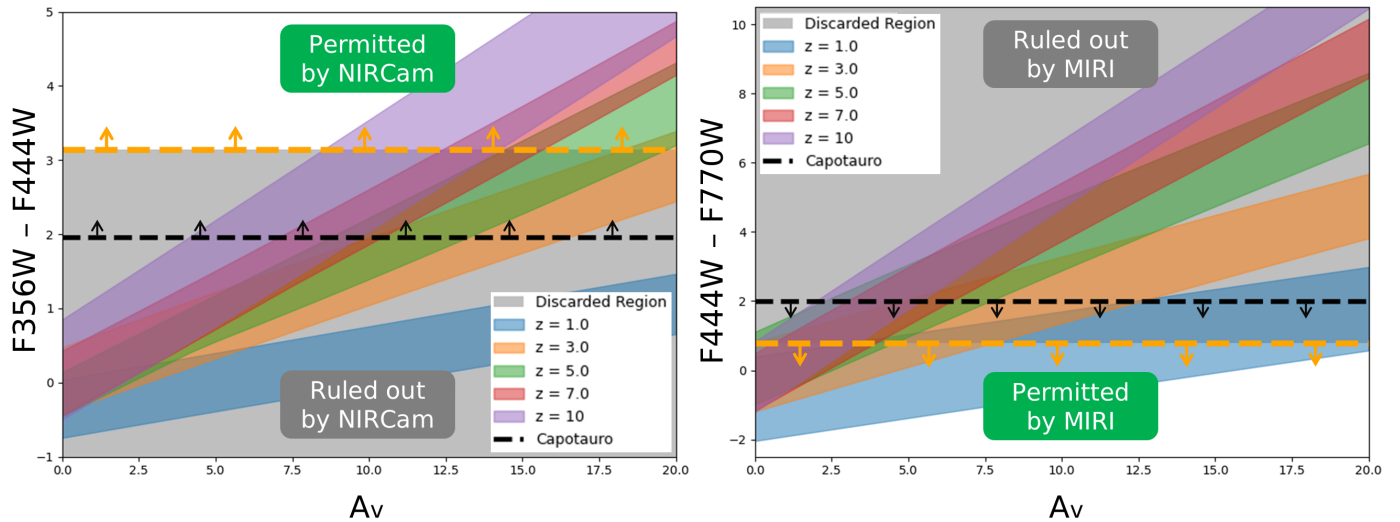 F356W – F444W
5
4
3
2
1
0
−1
Permitted
by NIRCam
Ruled out
by NIRCam
Discarded Region
z = 1.0
z = 3.0
z = 5.0
z = 7.0
z = 10
Capotauro
0.0 2.5 5.0 7.5 10.0 12.5 15.0 17.5 20.0
Av
F444W – F770W
10
8
6
4
2
0
−2
Discarded Region
z = 1.0
z = 3.0
z = 5.0
z = 7.0
z = 10
Capotauro
Ruled out
by MIRI
Permitted
by MIRI
0.0 2.5 5.0 7.5 10.0 12.5 15.0 17.5 20.0
Av